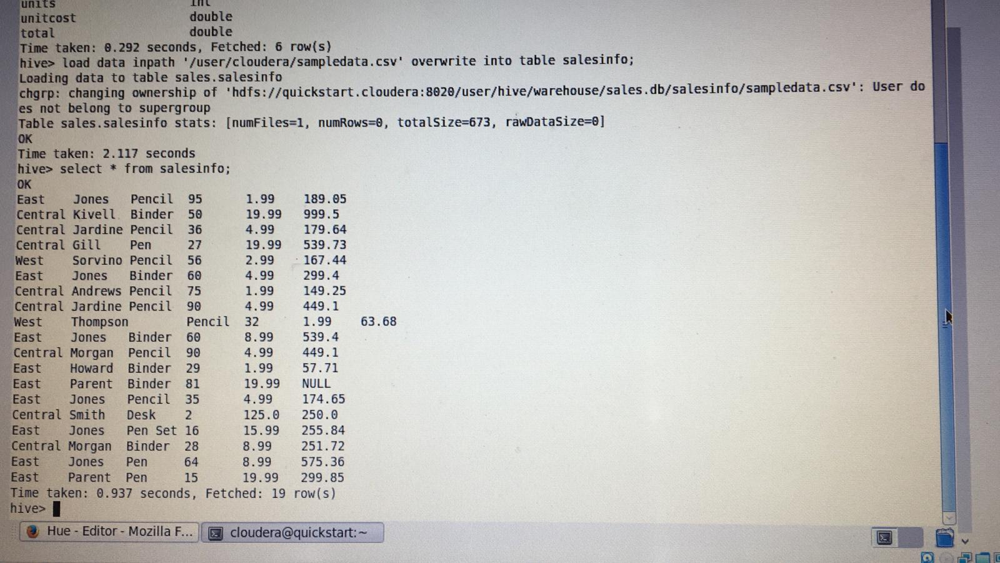 units int
unitcost double
total double
Time taken: 0.292 seconds, Fetched: 6 row(s)
hive> load data inpath '/user/cloudera/sampledata.csv' overwrite into table salesinfo;
Loading data to table sales.salesinfo
chgrp: changing ownership of 'hdfs://quickstart.cloudera:8020/user/hive/warehouse/sales.db/salesinfo/sampledata.csv': User do
es not belong to supergroup
Table sales.salesinfo stats: [numFiles=1, numRows=0, totalSize=673, rawDataSize=0]
OK
Time taken: 2.117 seconds
hive> select * from salesinfo;
OK
East Jones Pencil 95 1.99 189.05
Central Kivell Binder 50 19.99 999.5
Central Jardine Pencil 36 4.99 179.64
Central Gill Pen 27 19.99 539.73
West Sorvino Pencil 56 2.99 167.44
East Jones Binder 60 4.99 299.4
Central Andrews Pencil 75 1.99 149.25
Central Jardine Pencil 90 4.99 449.1
West Thompson Pencil 32 1.99 63.68
East Jones Binder 60 8.99 539.4
Central Morgan Pencil 90 4.99 449.1
East Howard Binder 29 1.99 57.71
East Parent Binder 81 19.99 NULL
East Jones Pencil 35 4.99 174.65
Central Smith Desk 2 125.0 250.0
East Jones Pen Set 16 15.99 255.84
Central Morgan Binder 28 8.99 251.72
East Jones Pen 64 8.99 575.36
East Parent Pen 15 19.99 299.85
Time taken: 0.937 seconds, Fetched: 19 row(s)
hive>
Hue - Editor - Mozilla F... cloudera@quickstart:~